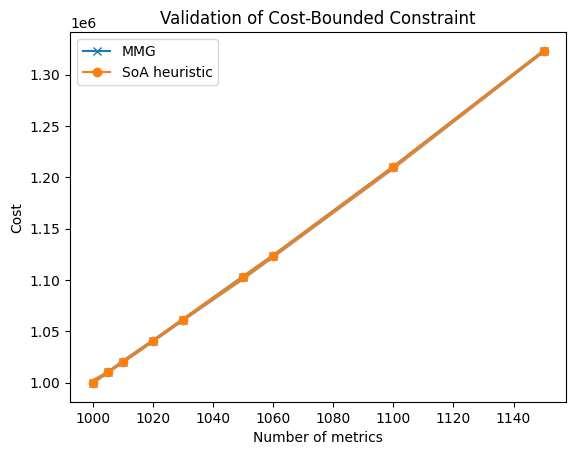 Validation of Cost-Bounded Constraint
1e6
MMG
SoA heuristic
1.30
1.25
1.20
1.15
1.10
1.05
1.00
Cost
1000 1020 1040 1060 1080 1100 1120 1140
Number of metrics